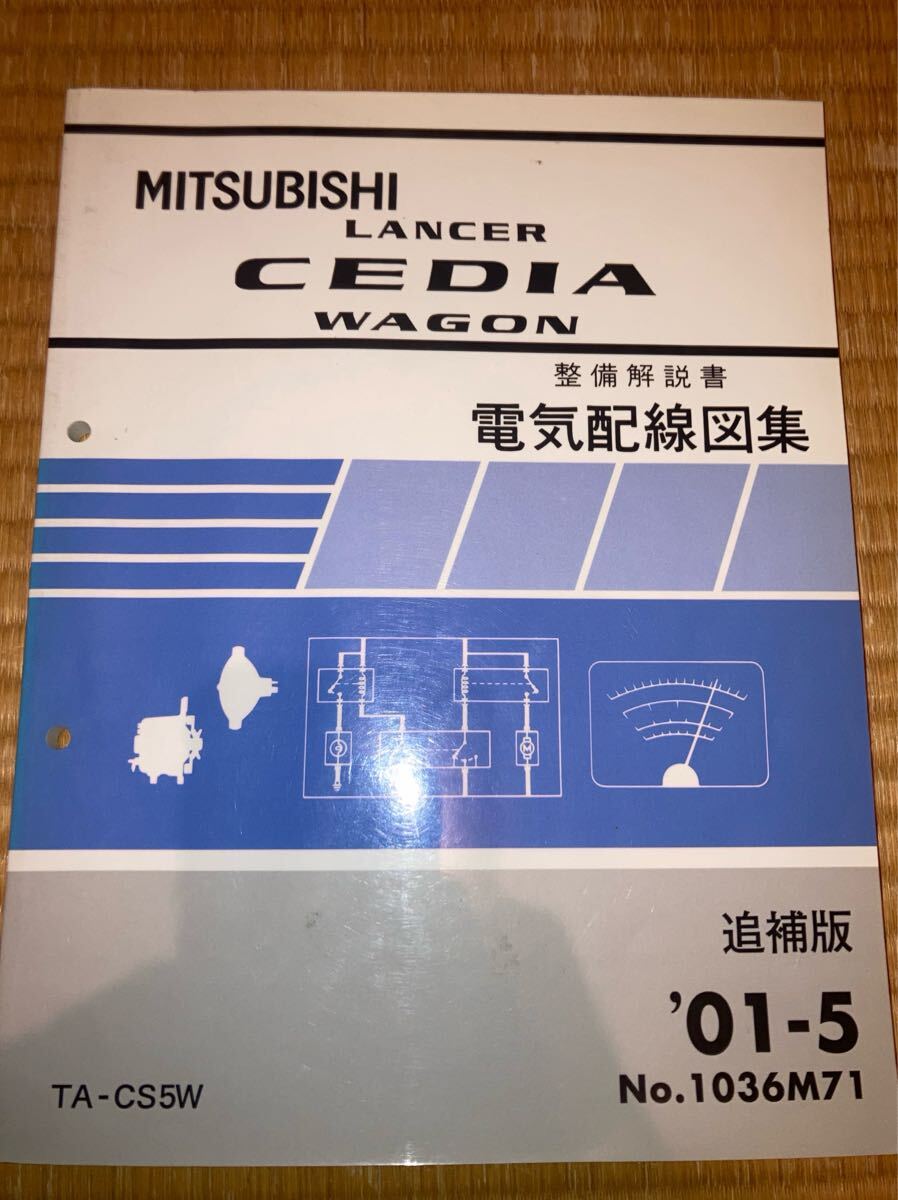 MITSUBISHI
LANCER
CEDIA
WAGON
整備解説書
電気配線図集
G
M
追補版
'01-5
TA-CS5W
No.1036M71